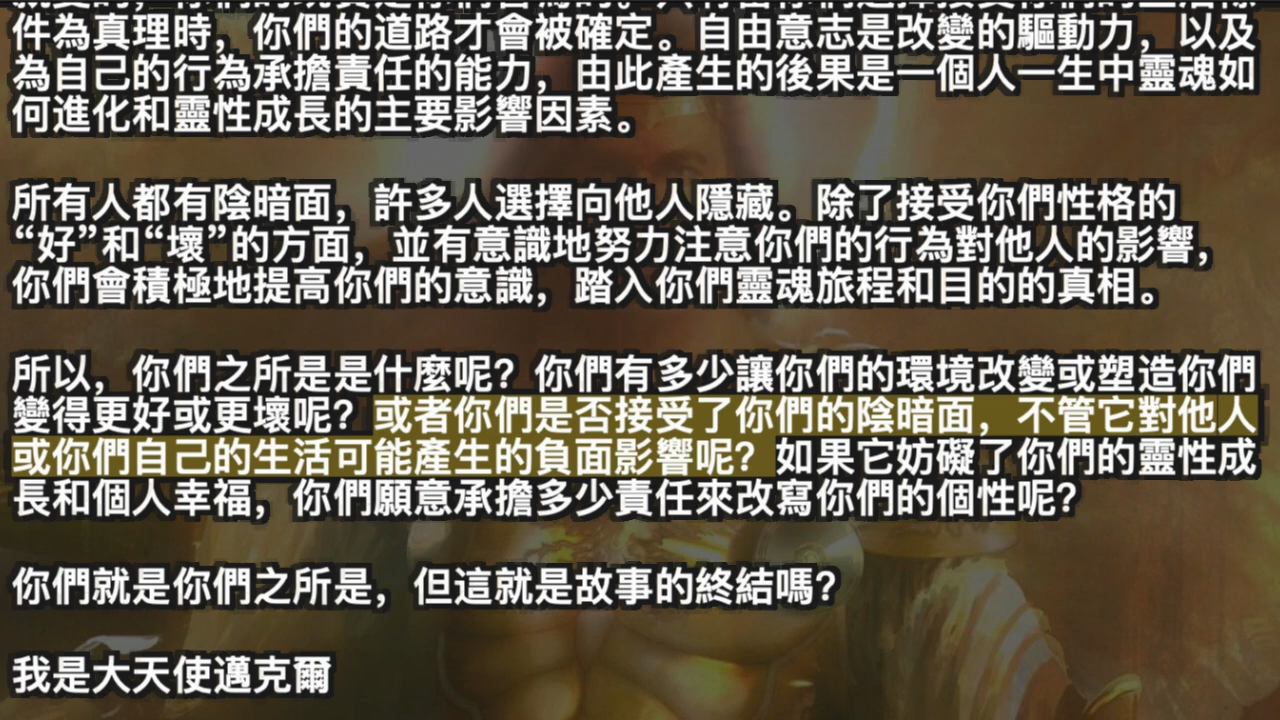 件為真理時，你們的道路才會被確定。自由意志是改變的驅動力，以及
為自己的行為承擔責任的能力，由此產生的後果是一個人一生中靈魂如
何進化和靈性成長的主要影響因素。
所有人都有陰暗面，許多人選擇向他人隱藏。除了接受你們性格的
“好”和“壞”的方面，並有意識地努力注意你們的行為對他人的影響，
你們會積極地提高你們的意識，踏入你們靈魂旅程和目的的真相。
所以，你們之所是是什麼呢？你們有多少讓你們的環境改變或塑造你們
變得更好或更壞呢？或者你們是否接受了你們的陰暗面，不管它對他人
或你們自己的生活可能產生的負面影響呢？如果它妨礙了你們的靈性成
長和個人幸福，你們願意承擔多少責任來改寫你們的個性呢？
你們就是你們之所是，但這就是故事的終結嗎？
我是大天使邁克爾